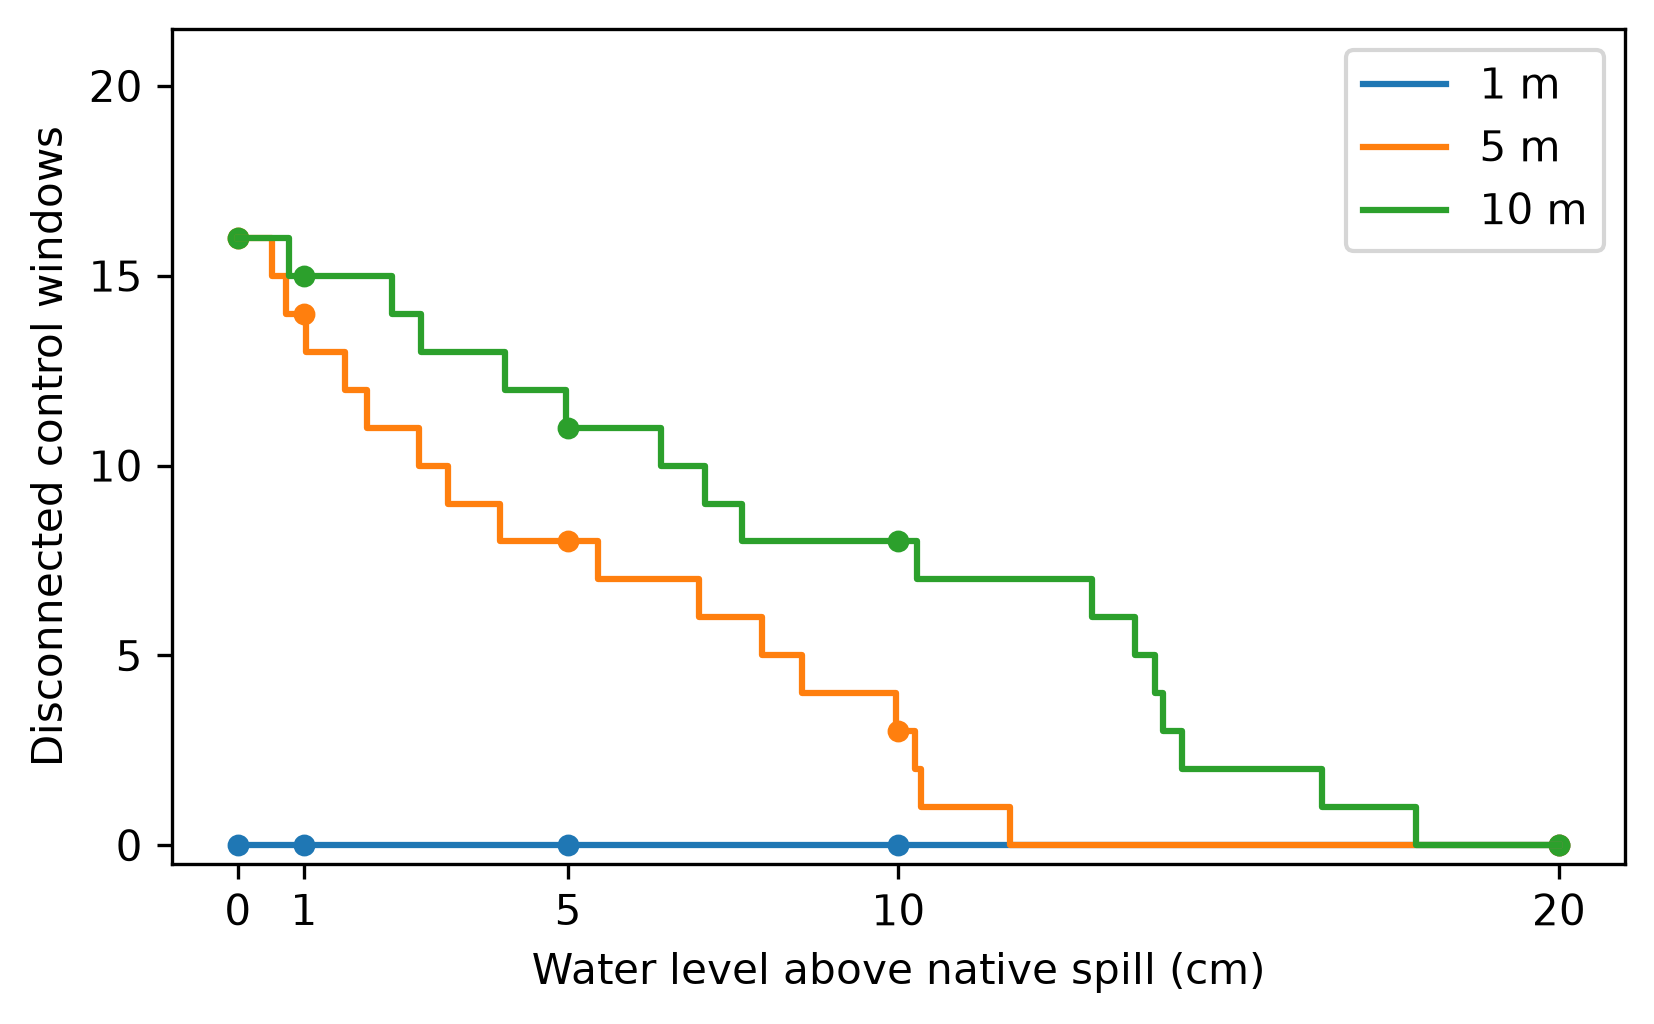 20
15
10
5
0
Disconnected control windows
1 m
5 m
10 m
0 1 5 10 20
Water level above native spill (cm)